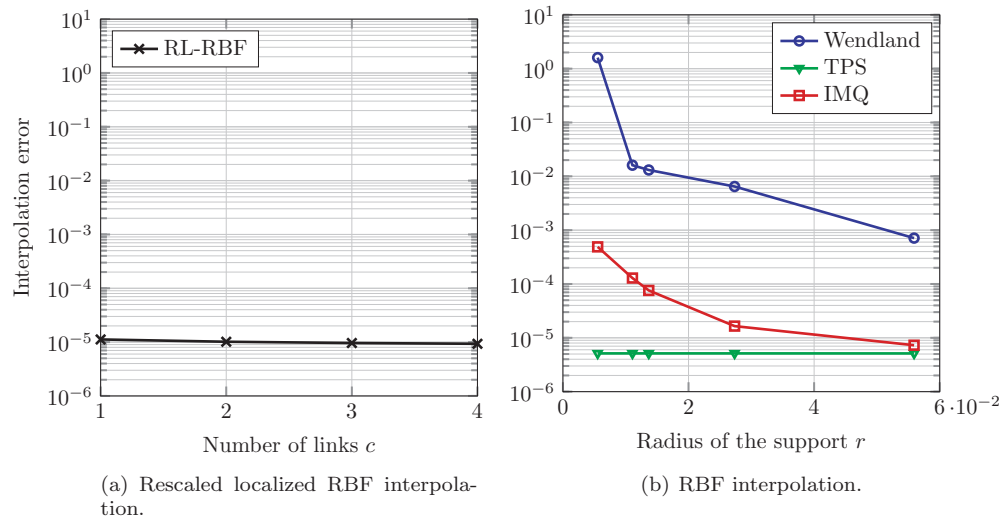 10^1
10^0
10^-1
10^-2
10^-3
10^-4
10^-5
10^-6
Interpolation error
RL-RBF
1 2 3 4
Number of links c
(a) Rescaled localized RBF interpola-
tion.
10^1
10^0
10^-1
10^-2
10^-3
10^-4
10^-5
10^-6
Wendland
TPS
IMQ
0 2 4 6 ·10^-2
Radius of the support r
(b) RBF interpolation.